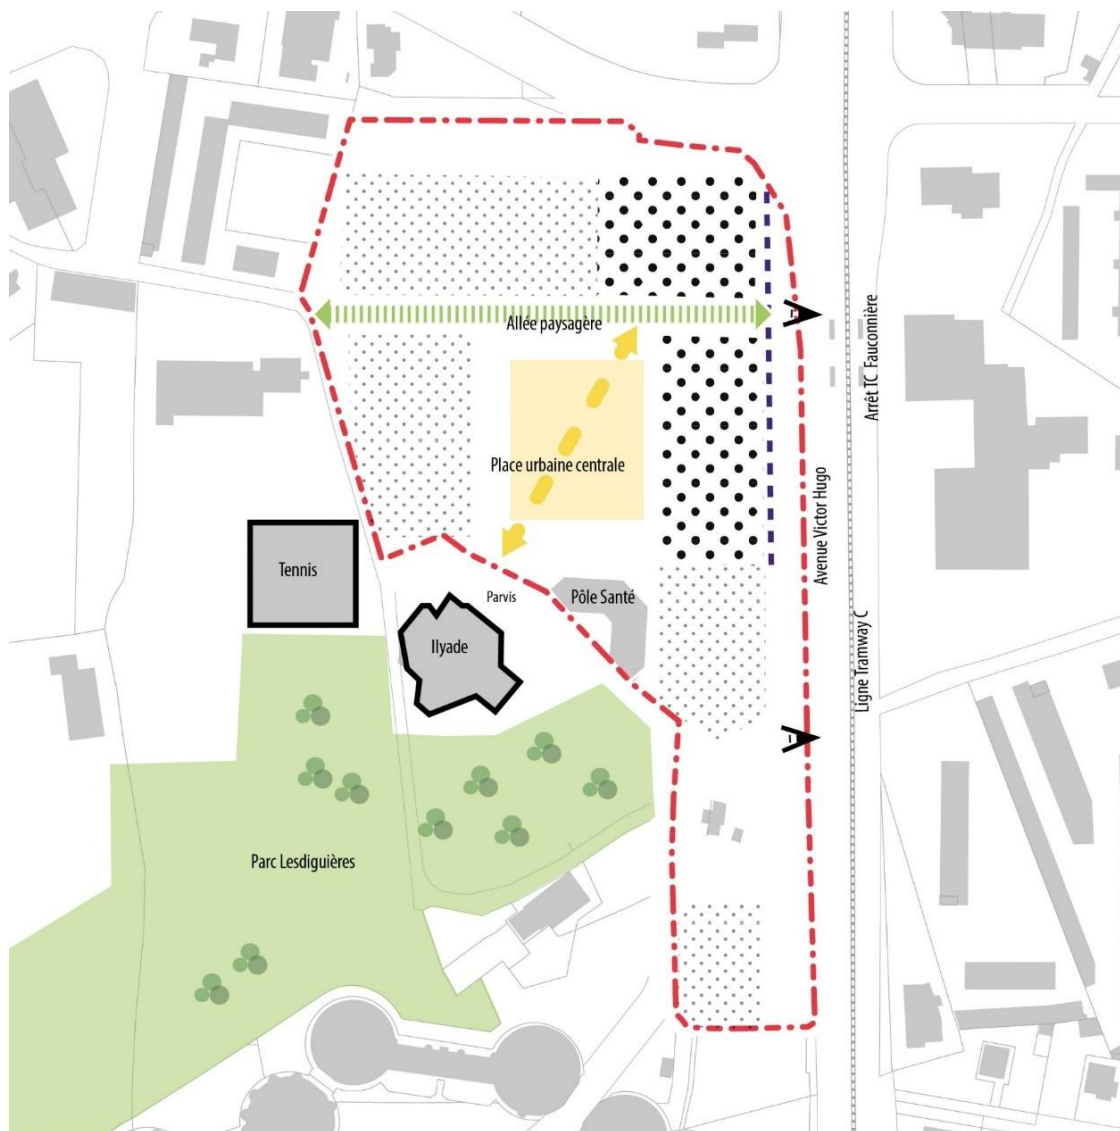 Allée paysagère
Arrêt TC Fauconnière
Place urbaine centrale
Avenue Victor Hugo
Tennis
Parvis
Pôle Santé
Ilyade
Ligne Tramway C
Parc Lesdiguières